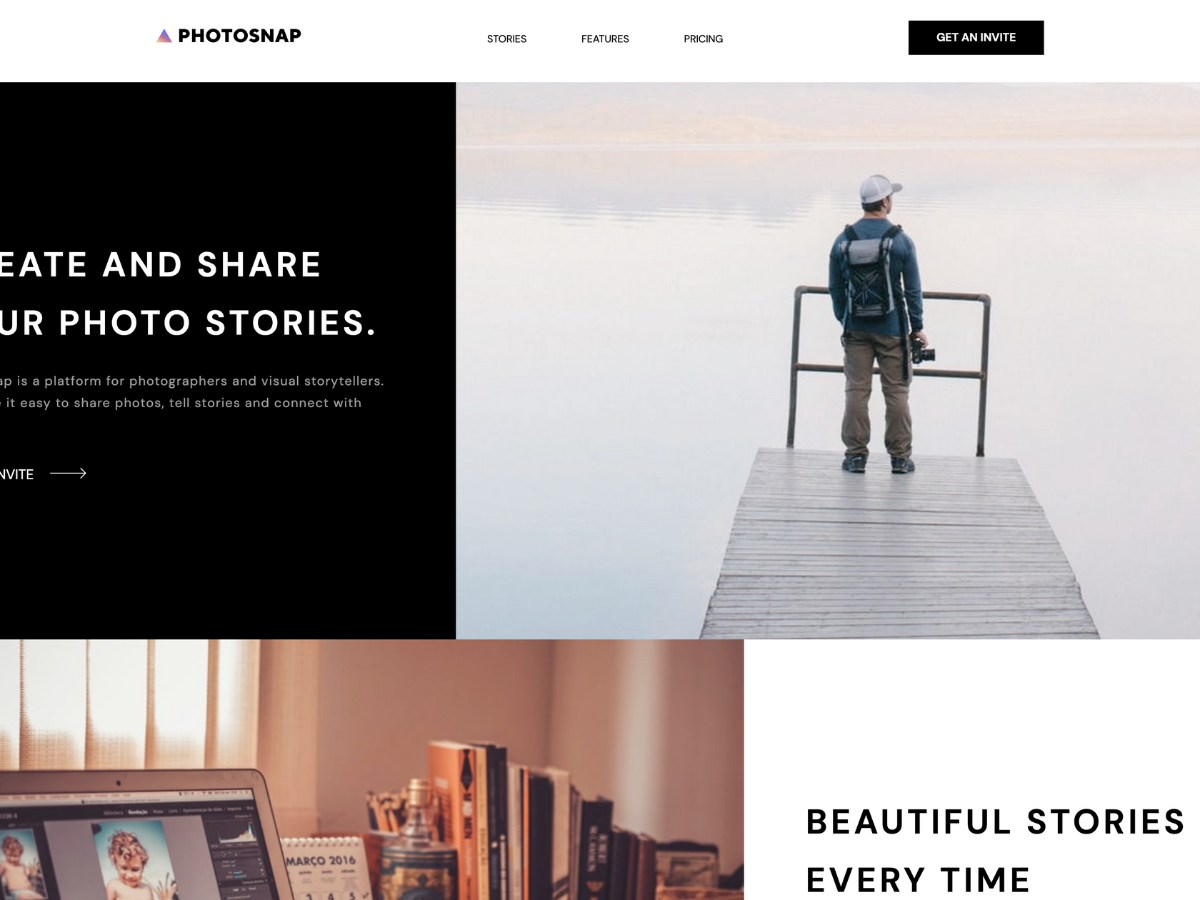 PHOTOSNAP
STORIES
FEATURES
PRICING
GET AN INVITE
EATE AND SHARE
UR PHOTO STORIES.
ap is a platform for photographers and visual storytellers.
it easy to share photos, tell stories and connect with
NVITE
MARÇO 2016
BEAUTIFUL STORIES
EVERY TIME